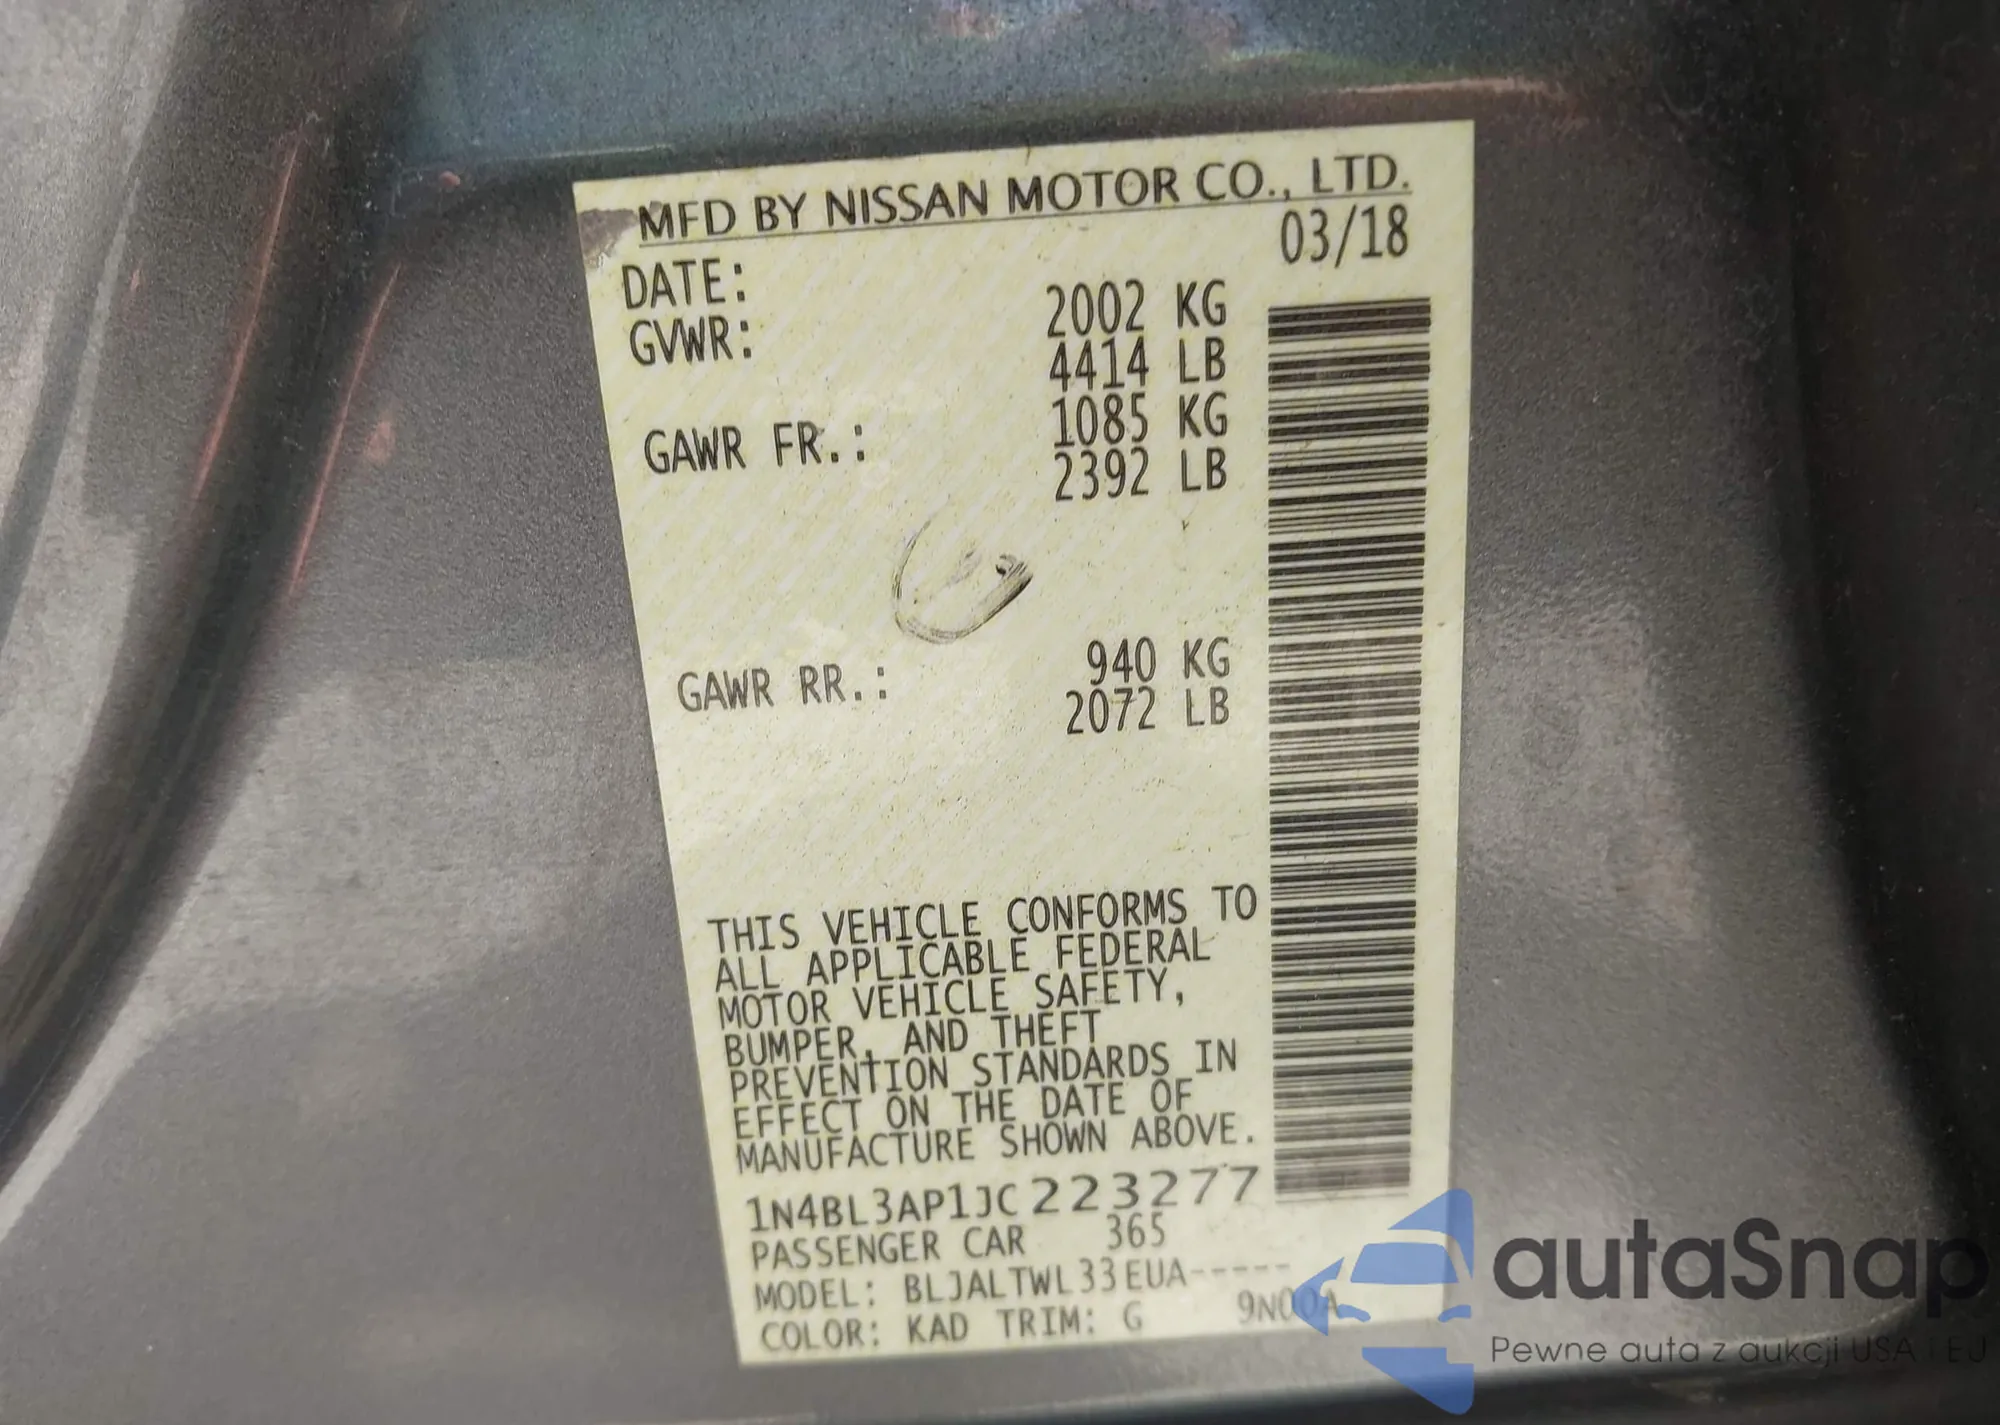 MFD BY NISSAN MOTOR CO., LTD.
DATE: 03/18
GVWR: 2002 KG
4414 LB
GAWR FR.: 1085 KG
2392 LB
GAWR RR.: 940 KG
2072 LB
THIS VEHICLE CONFORMS TO
ALL APPLICABLE FEDERAL
MOTOR VEHICLE SAFETY,
BUMPER, AND THEFT
PREVENTION STANDARDS IN
EFFECT ON THE DATE OF
MANUFACTURE SHOWN ABOVE.
1N4BL3AP1JC223277
PASSENGER CAR 365
MODEL: BLJALTWL33EUA-----
COLOR: KAD TRIM: G 9N00A
autaSnap
Pewne auta z aukcji USA i EU